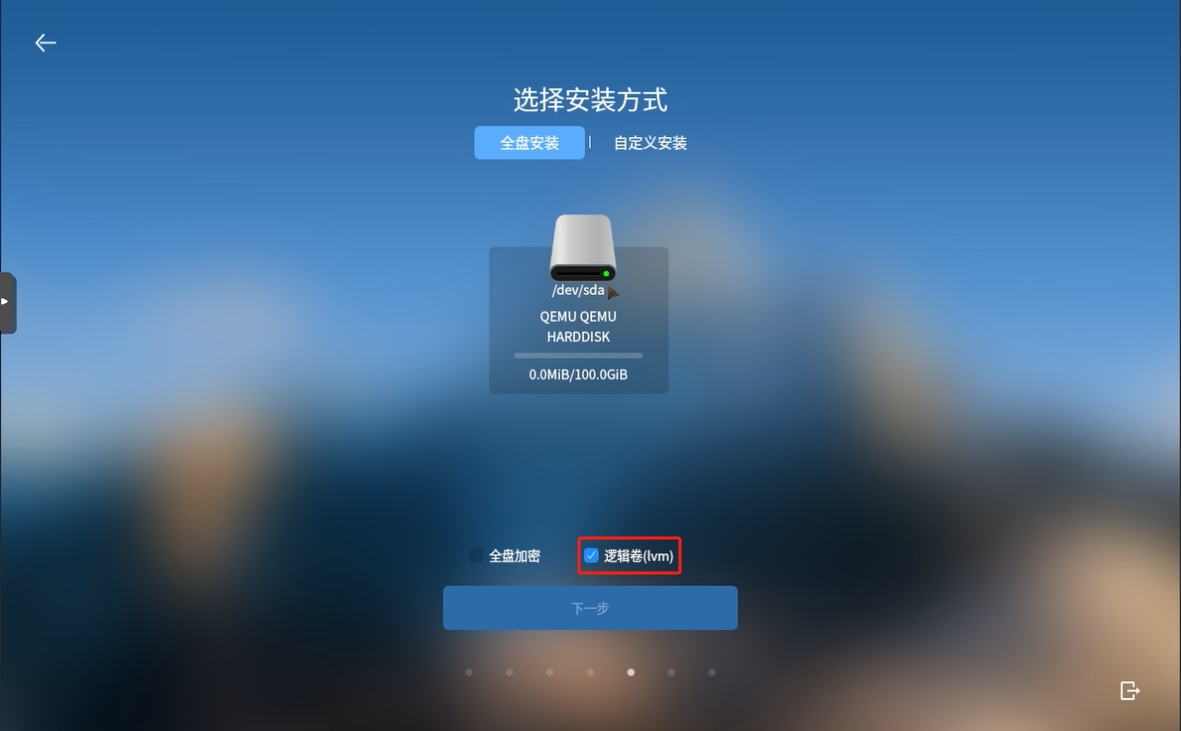 选择安装方式
全盘安装 | 自定义安装
/dev/sda
QEMU QEMU
HARDDISK
0.0MiB/100.0GiB
全盘加密 逻辑卷(lvm)
下一步